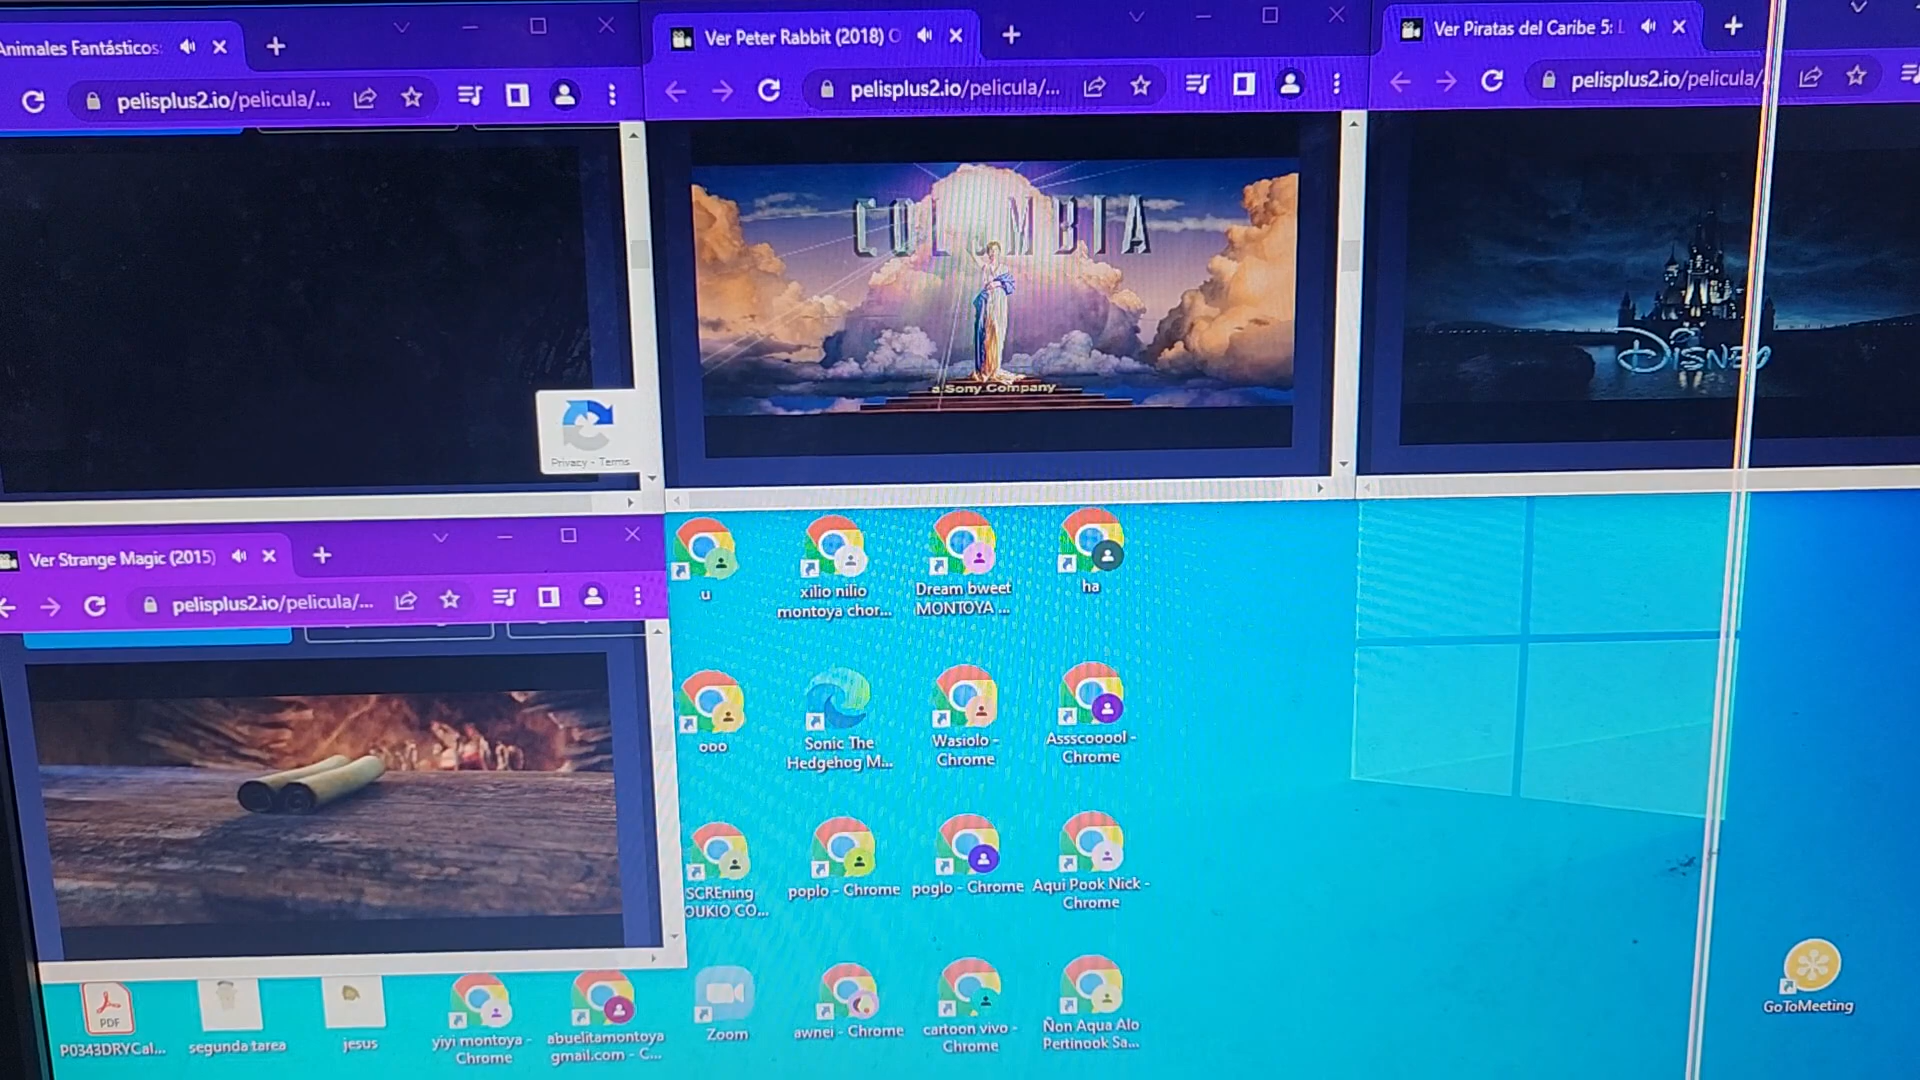 Animales Fantásticos:
pelisplus2.io/pelicula/...
Privacy - Terms
Ver Peter Rabbit (2018) O
pelisplus2.io/pelicula/...
COLUMBIA
a Sony Company
Ver Piratas del Caribe 5: L
pelisplus2.io/pelicula/
DISNEY
Ver Strange Magic (2015)
pelisplus2.io/pelicula/...
u
xilio nilio
montoya chor...
Dream bweet
MONTOYA ...
ha
ooo
Sonic The
Hedgehog M...
Wasiolo -
Chrome
Assscooool -
Chrome
SCREning
OUKIO CO...
poplo - Chrome
poglo - Chrome
Aqui Pook Nick -
Chrome
PDF
P0343DRYCal...
segunda tarea
jesus
yiyi montoya -
Chrome
abuelitamontoya
gmail.com - C...
Zoom
awnei - Chrome
cartoon vivo -
Chrome
Ñon Aqua Alo
Pertinook Sa...
GoToMeeting